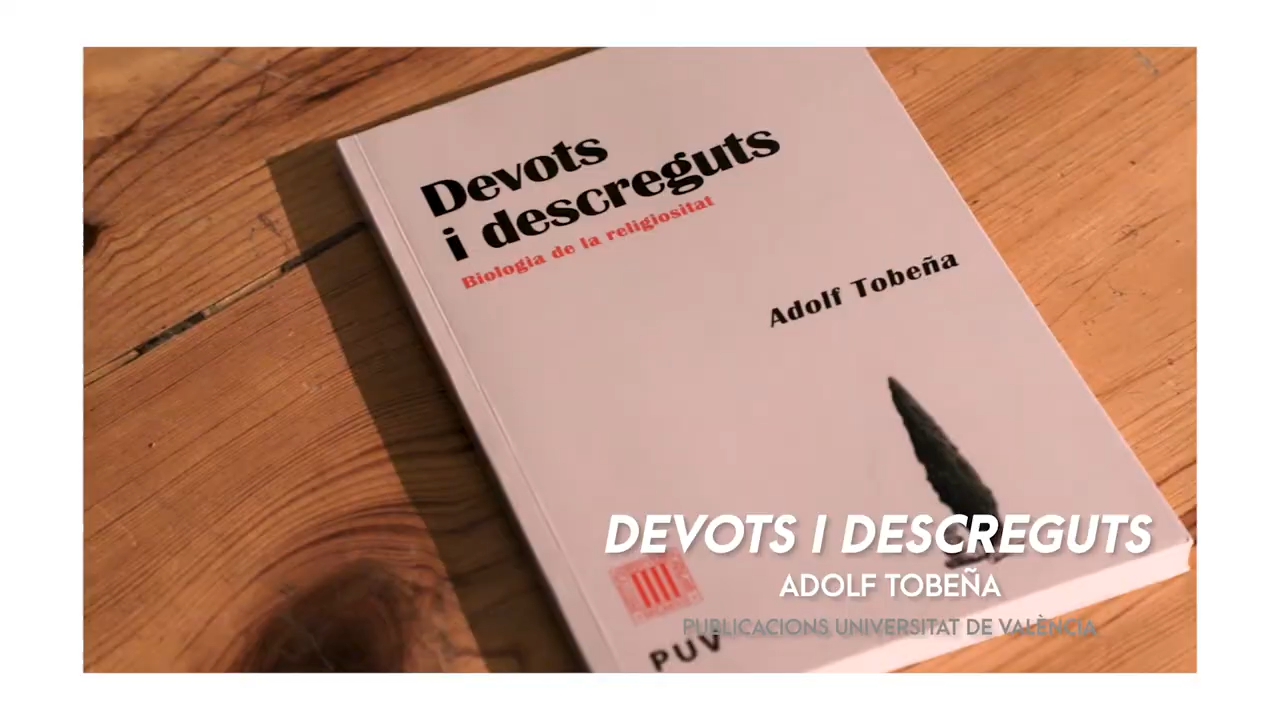 Devots
i descreguts
Biologia de la religiositat
Adolf Tobeña
PUV
DEVOTS I DESCREGUTS
ADOLF TOBEÑA
PUBLICACIONS UNIVERSITAT DE VALÈNCIA